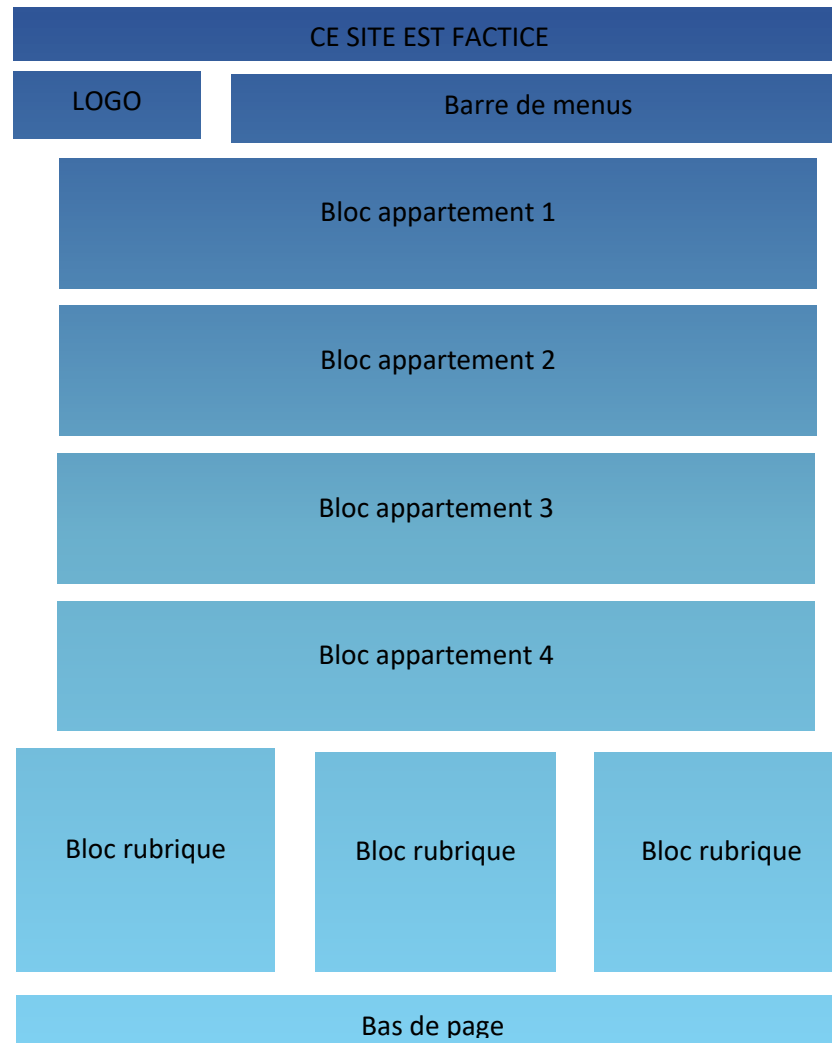 CE SITE EST FACTICE
LOGO
Barre de menus
Bloc appartement 1
Bloc appartement 2
Bloc appartement 3
Bloc appartement 4
Bloc rubrique
Bloc rubrique
Bloc rubrique
Bas de page